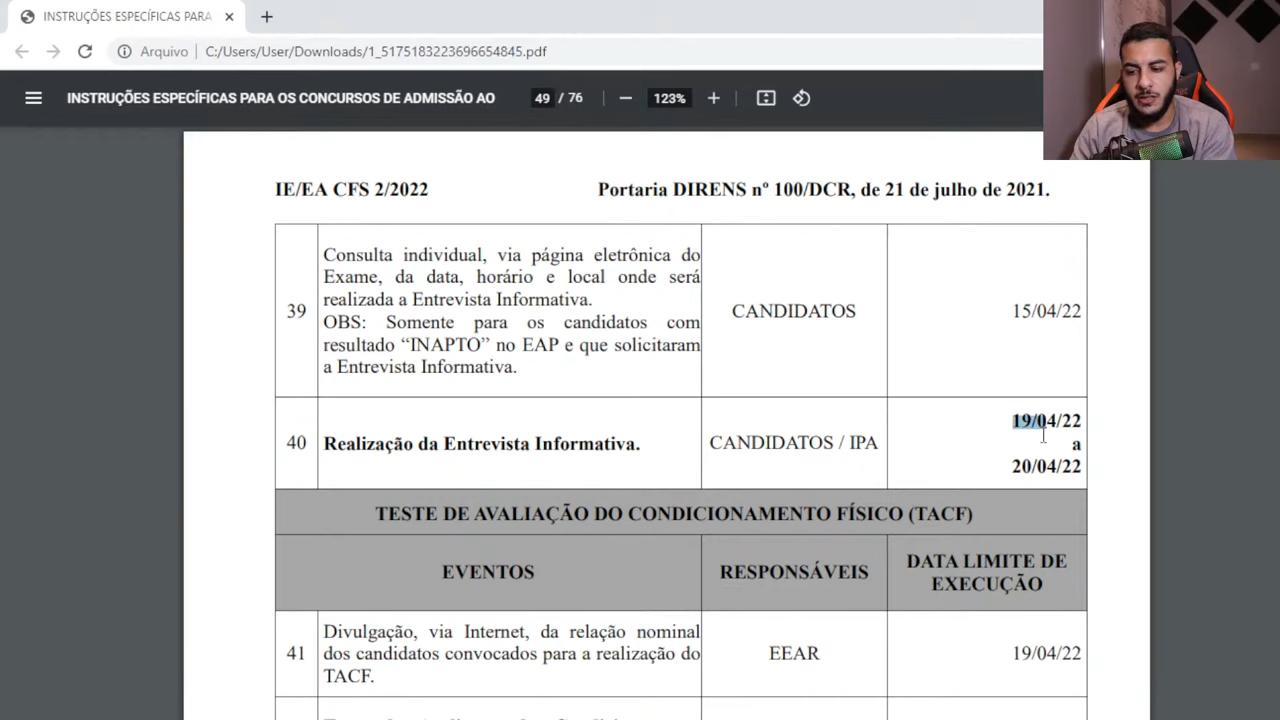 INSTRUÇÕES ESPECÍFICAS PARA
Arquivo
C:/Users/User/Downloads/1_5175183223696654845.pdf
INSTRUÇÕES ESPECÍFICAS PARA OS CONCURSOS DE ADMISSÃO AO
49 / 76
123%
IE/EA CFS 2/2022
Portaria DIRENS nº 100/DCR, de 21 de julho de 2021.
39
Consulta individual, via página eletrônica do
Exame, da data, horário e local onde será
realizada a Entrevista Informativa.
OBS: Somente para os candidatos com
resultado “INAPTO” no EAP e que solicitaram
a Entrevista Informativa.
CANDIDATOS
15/04/22
40
Realização da Entrevista Informativa.
CANDIDATOS / IPA
19/04/22
a
20/04/22
TESTE DE AVALIAÇÃO DO CONDICIONAMENTO FÍSICO (TACF)
EVENTOS
RESPONSÁVEIS
DATA LIMITE DE
EXECUÇÃO
41
Divulgação, via Internet, da relação nominal
dos candidatos convocados para a realização do
TACF.
EEAR
19/04/22